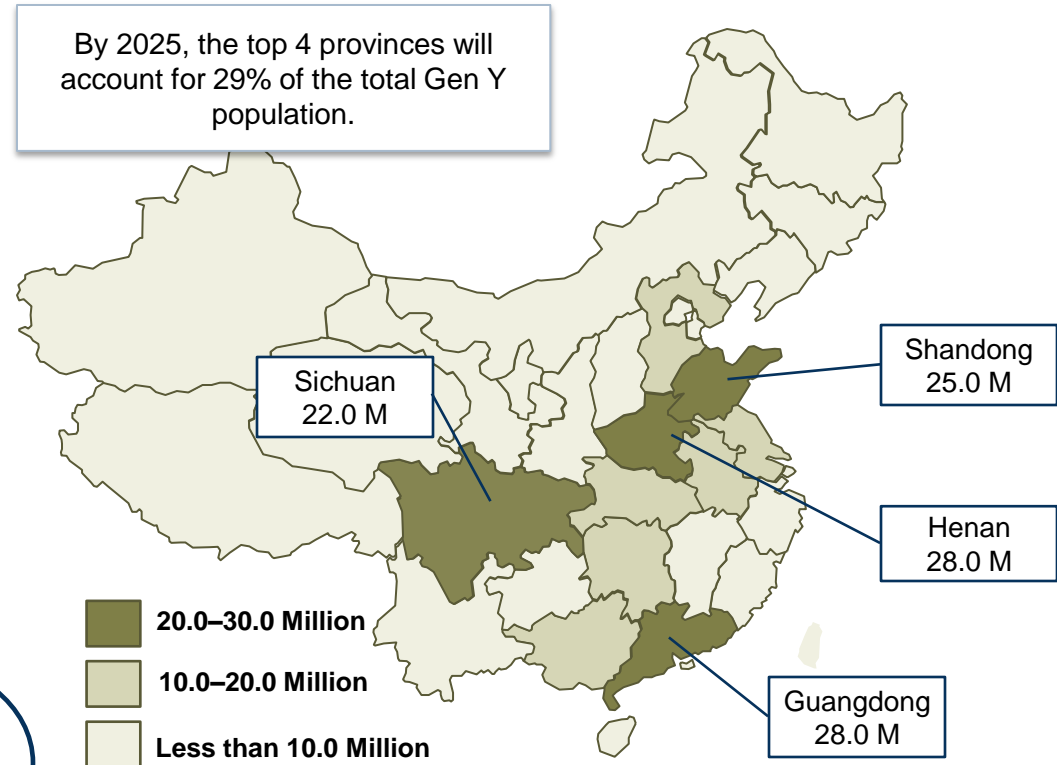 By 2025, the top 4 provinces will
account for 29% of the total Gen Y
population.
Shandong
25.0 M
Sichuan
22.0 M
Henan
28.0 M
Guangdong
28.0 M
20.0–30.0 Million
10.0–20.0 Million
Less than 10.0 Million